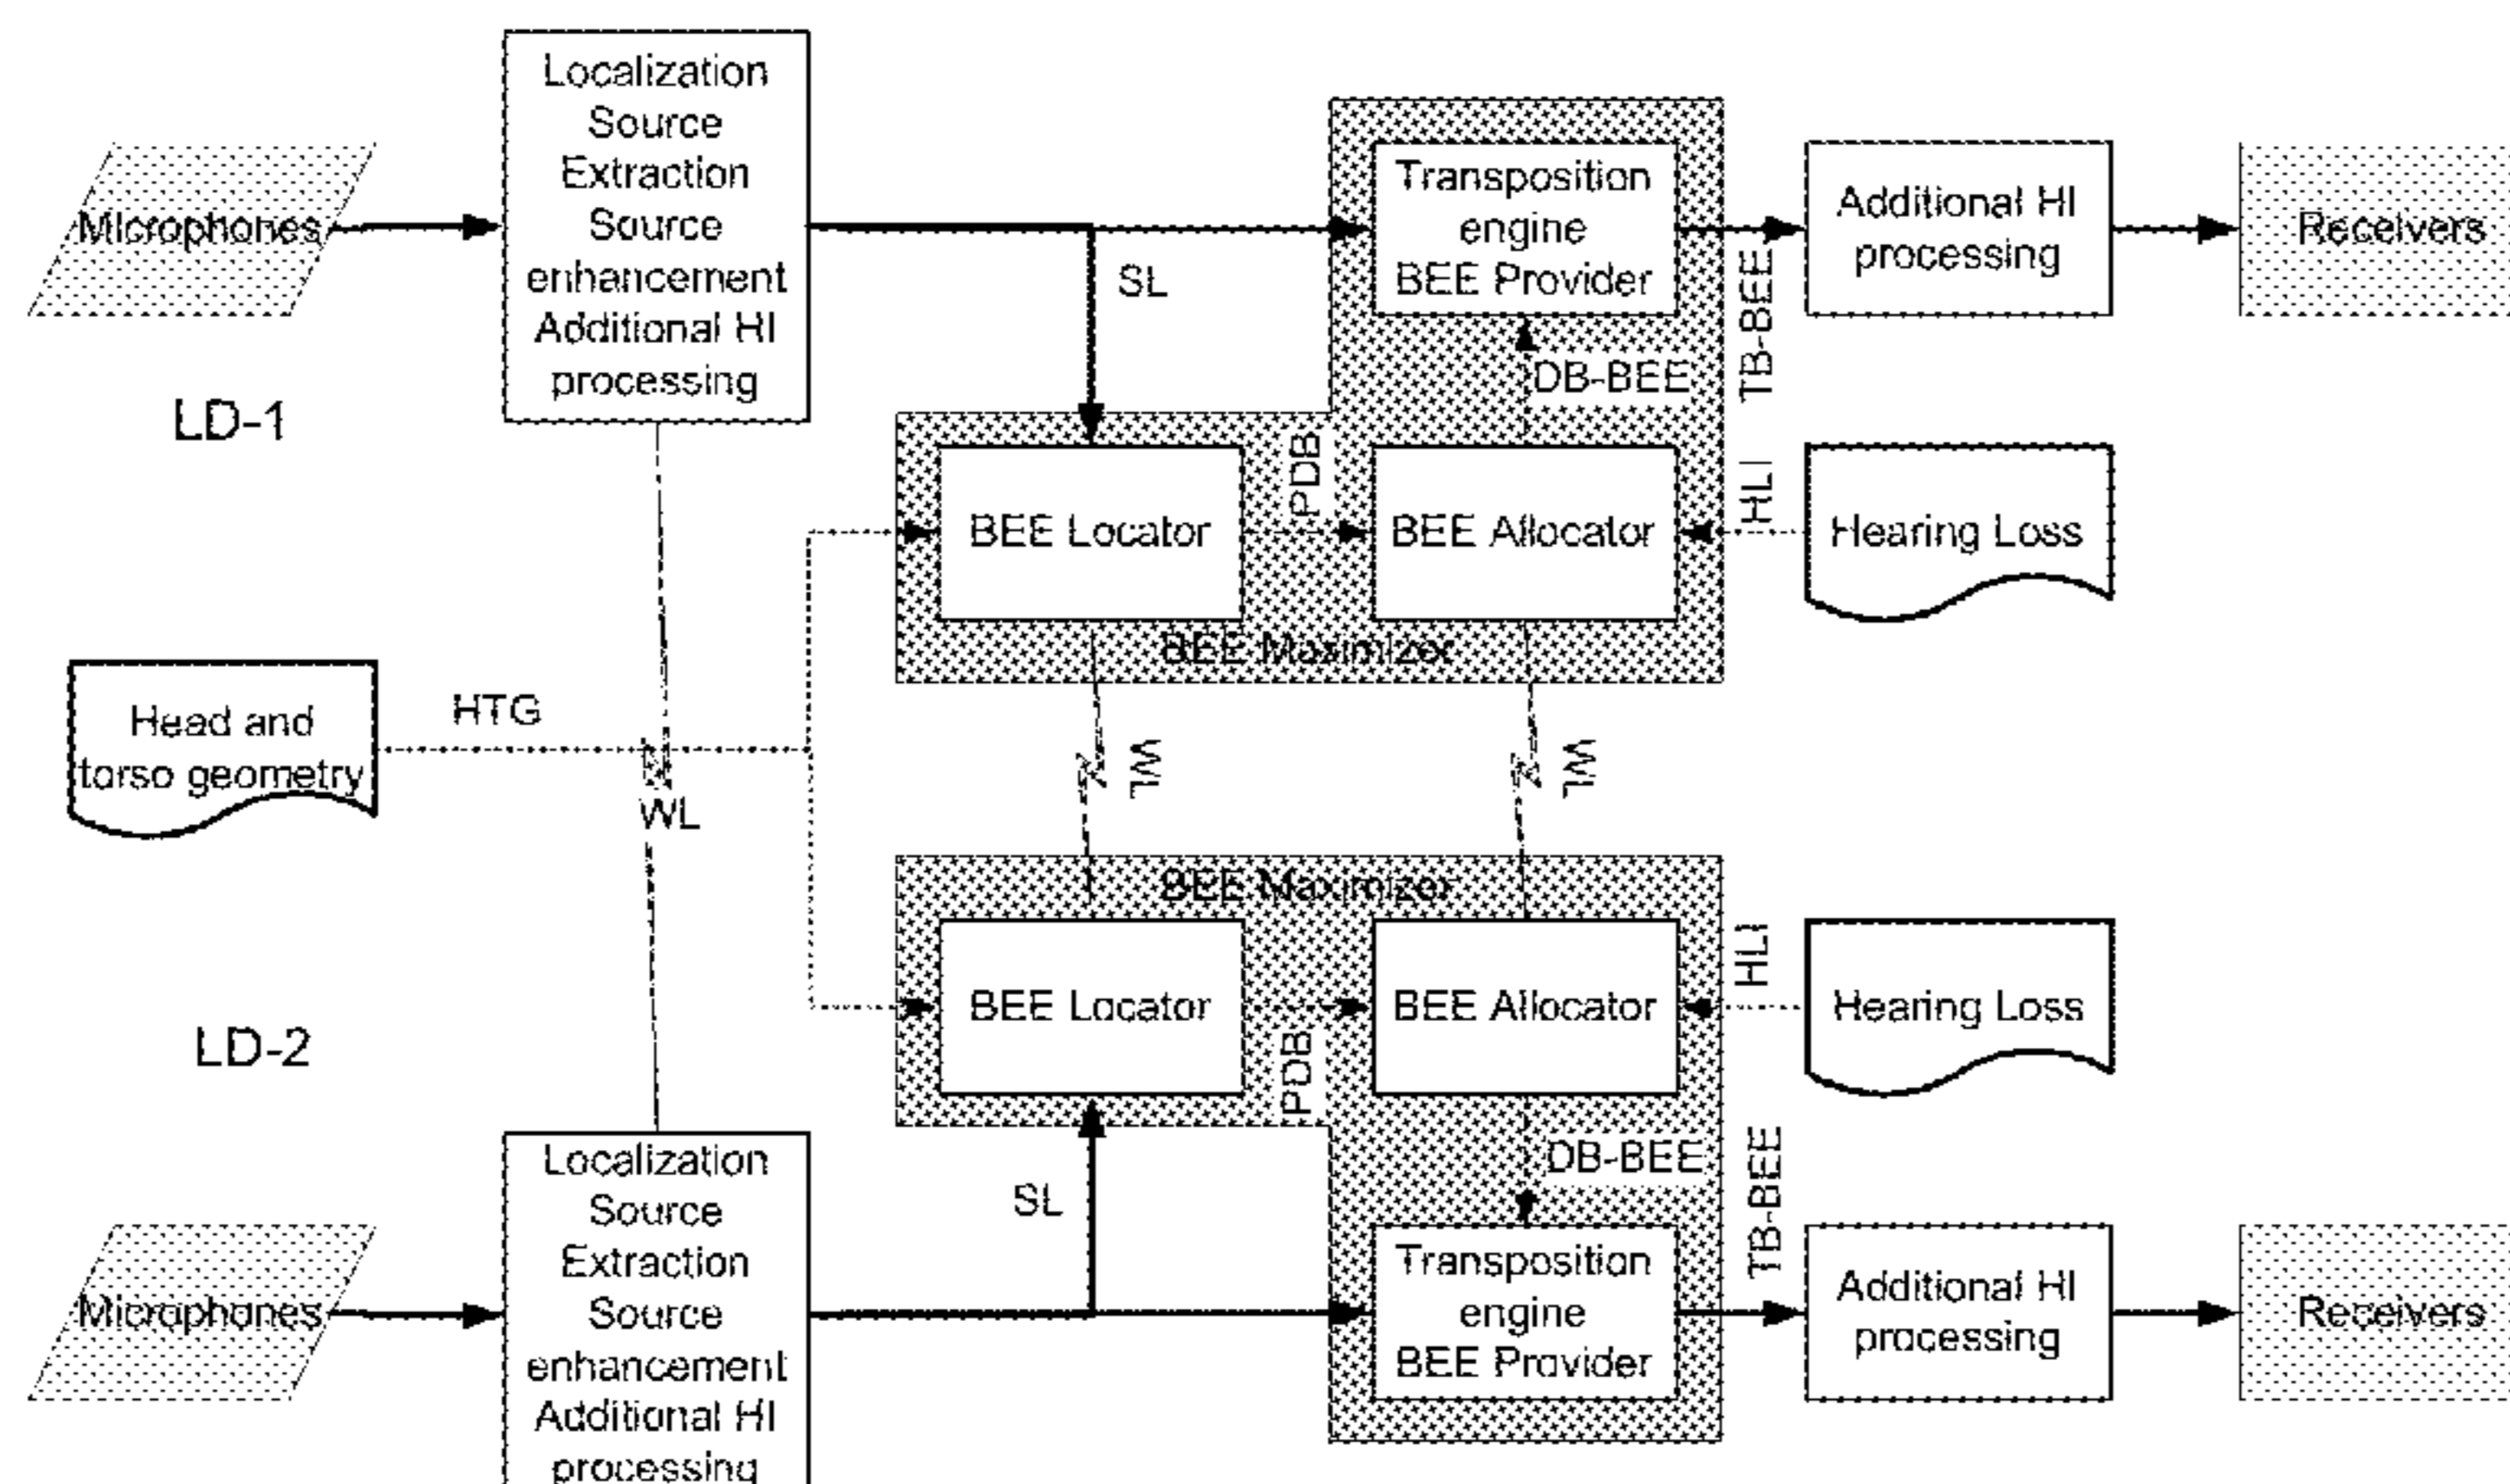 Microphones
LD-1
Localization
Source
Extraction
Source
enhancement
Additional HI
processing
SL
Transposition
engine
BEE Provider
DB-BEE
TB-BEE
Additional HI
processing
Receivers
BEE Locator
PDB
BEE Allocator
HLI
Hearing Loss
BEE Maximizer
Head and
torso geometry
HTG
WL
WL
WL
BEE Maximizer
BEE Locator
PDB
BEE Allocator
HLI
Hearing Loss
LD-2
Microphones
Localization
Source
Extraction
Source
enhancement
Additional HI
processing
SL
DB-BEE
TB-BEE
Transposition
engine
BEE Provider
Additional HI
processing
Receivers